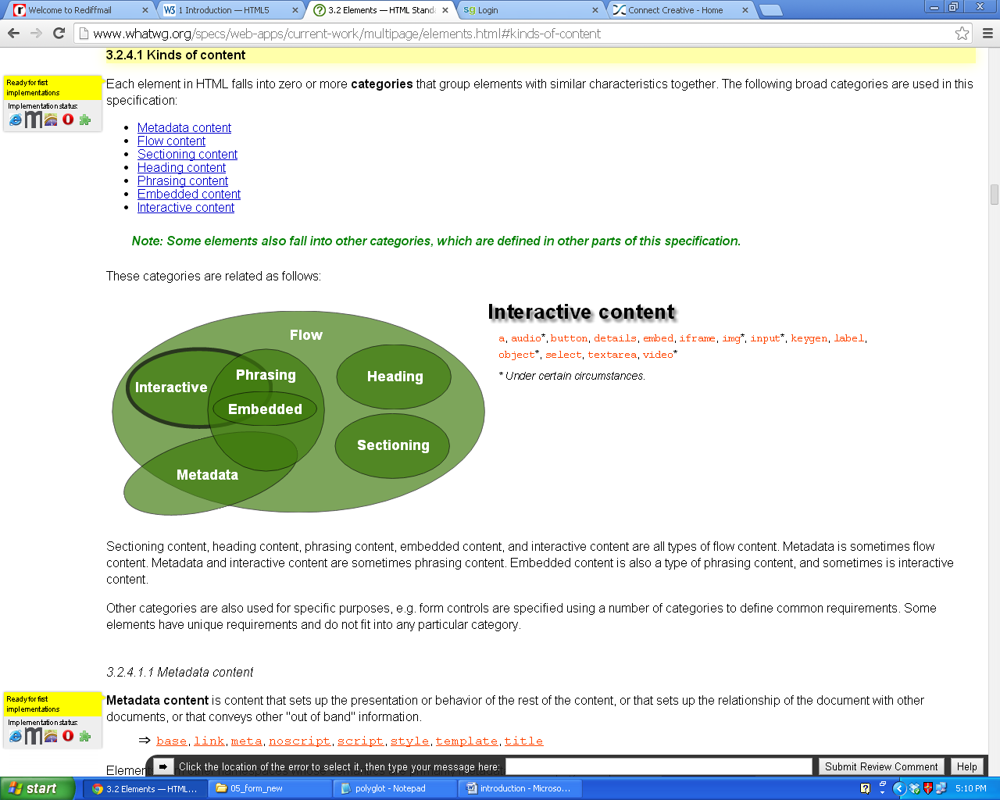 Welcome to Rediffmail
1 Introduction — HTML5
3.2 Elements — HTML Standa
Login
Connect Creative - Home
www.whatwg.org/specs/web-apps/current-work/multipage/elements.html#kinds-of-content
3.2.4.1 Kinds of content
Ready for first
implementations
Implementation status:
Each element in HTML falls into zero or more categories that group elements with similar characteristics together. The following broad categories are used in this
specification:
Metadata content
Flow content
Sectioning content
Heading content
Phrasing content
Embedded content
Interactive content
Note: Some elements also fall into other categories, which are defined in other parts of this specification.
These categories are related as follows:
Flow
Interactive
Phrasing
Embedded
Heading
Sectioning
Metadata
Interactive content
a, audio*, button, details, embed, iframe, img*, input*, keygen, label,
object*, select, textarea, video*
* Under certain circumstances.
Sectioning content, heading content, phrasing content, embedded content, and interactive content are all types of flow content. Metadata is sometimes flow
content. Metadata and interactive content are sometimes phrasing content. Embedded content is also a type of phrasing content, and sometimes is interactive
content.
Other categories are also used for specific purposes, e.g. form controls are specified using a number of categories to define common requirements. Some
elements have unique requirements and do not fit into any particular category.
3.2.4.1.1 Metadata content
Ready for first
implementations
Implementation status:
Metadata content is content that sets up the presentation or behavior of the rest of the content, or that sets up the relationship of the document with other
documents, or that conveys other "out of band" information.
⇒ base, link, meta, noscript, script, style, template, title
Click the location of the error to select it, then type your message here:
Submit Review Comment
Help
start
3.2 Elements — HTML...
05_form_new
polyglot - Notepad
introduction - Microso...
5:10 PM